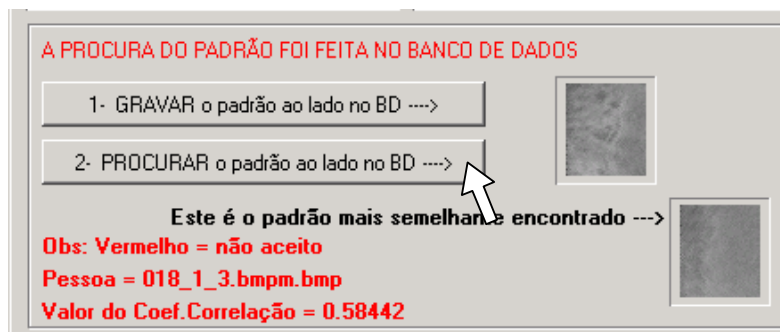 A PROCURA DO PADRÃO FOI FEITA NO BANCO DE DADOS
1- GRAVAR o padrão ao lado no BD ---->
2- PROCURAR o padrão ao lado no BD ---->
Este é o padrão mais semelhante encontrado --->
Obs: Vermelho = não aceito
Pessoa = 018_1_3.bmpm.bmp
Valor do Coef.Correlação = 0.58442